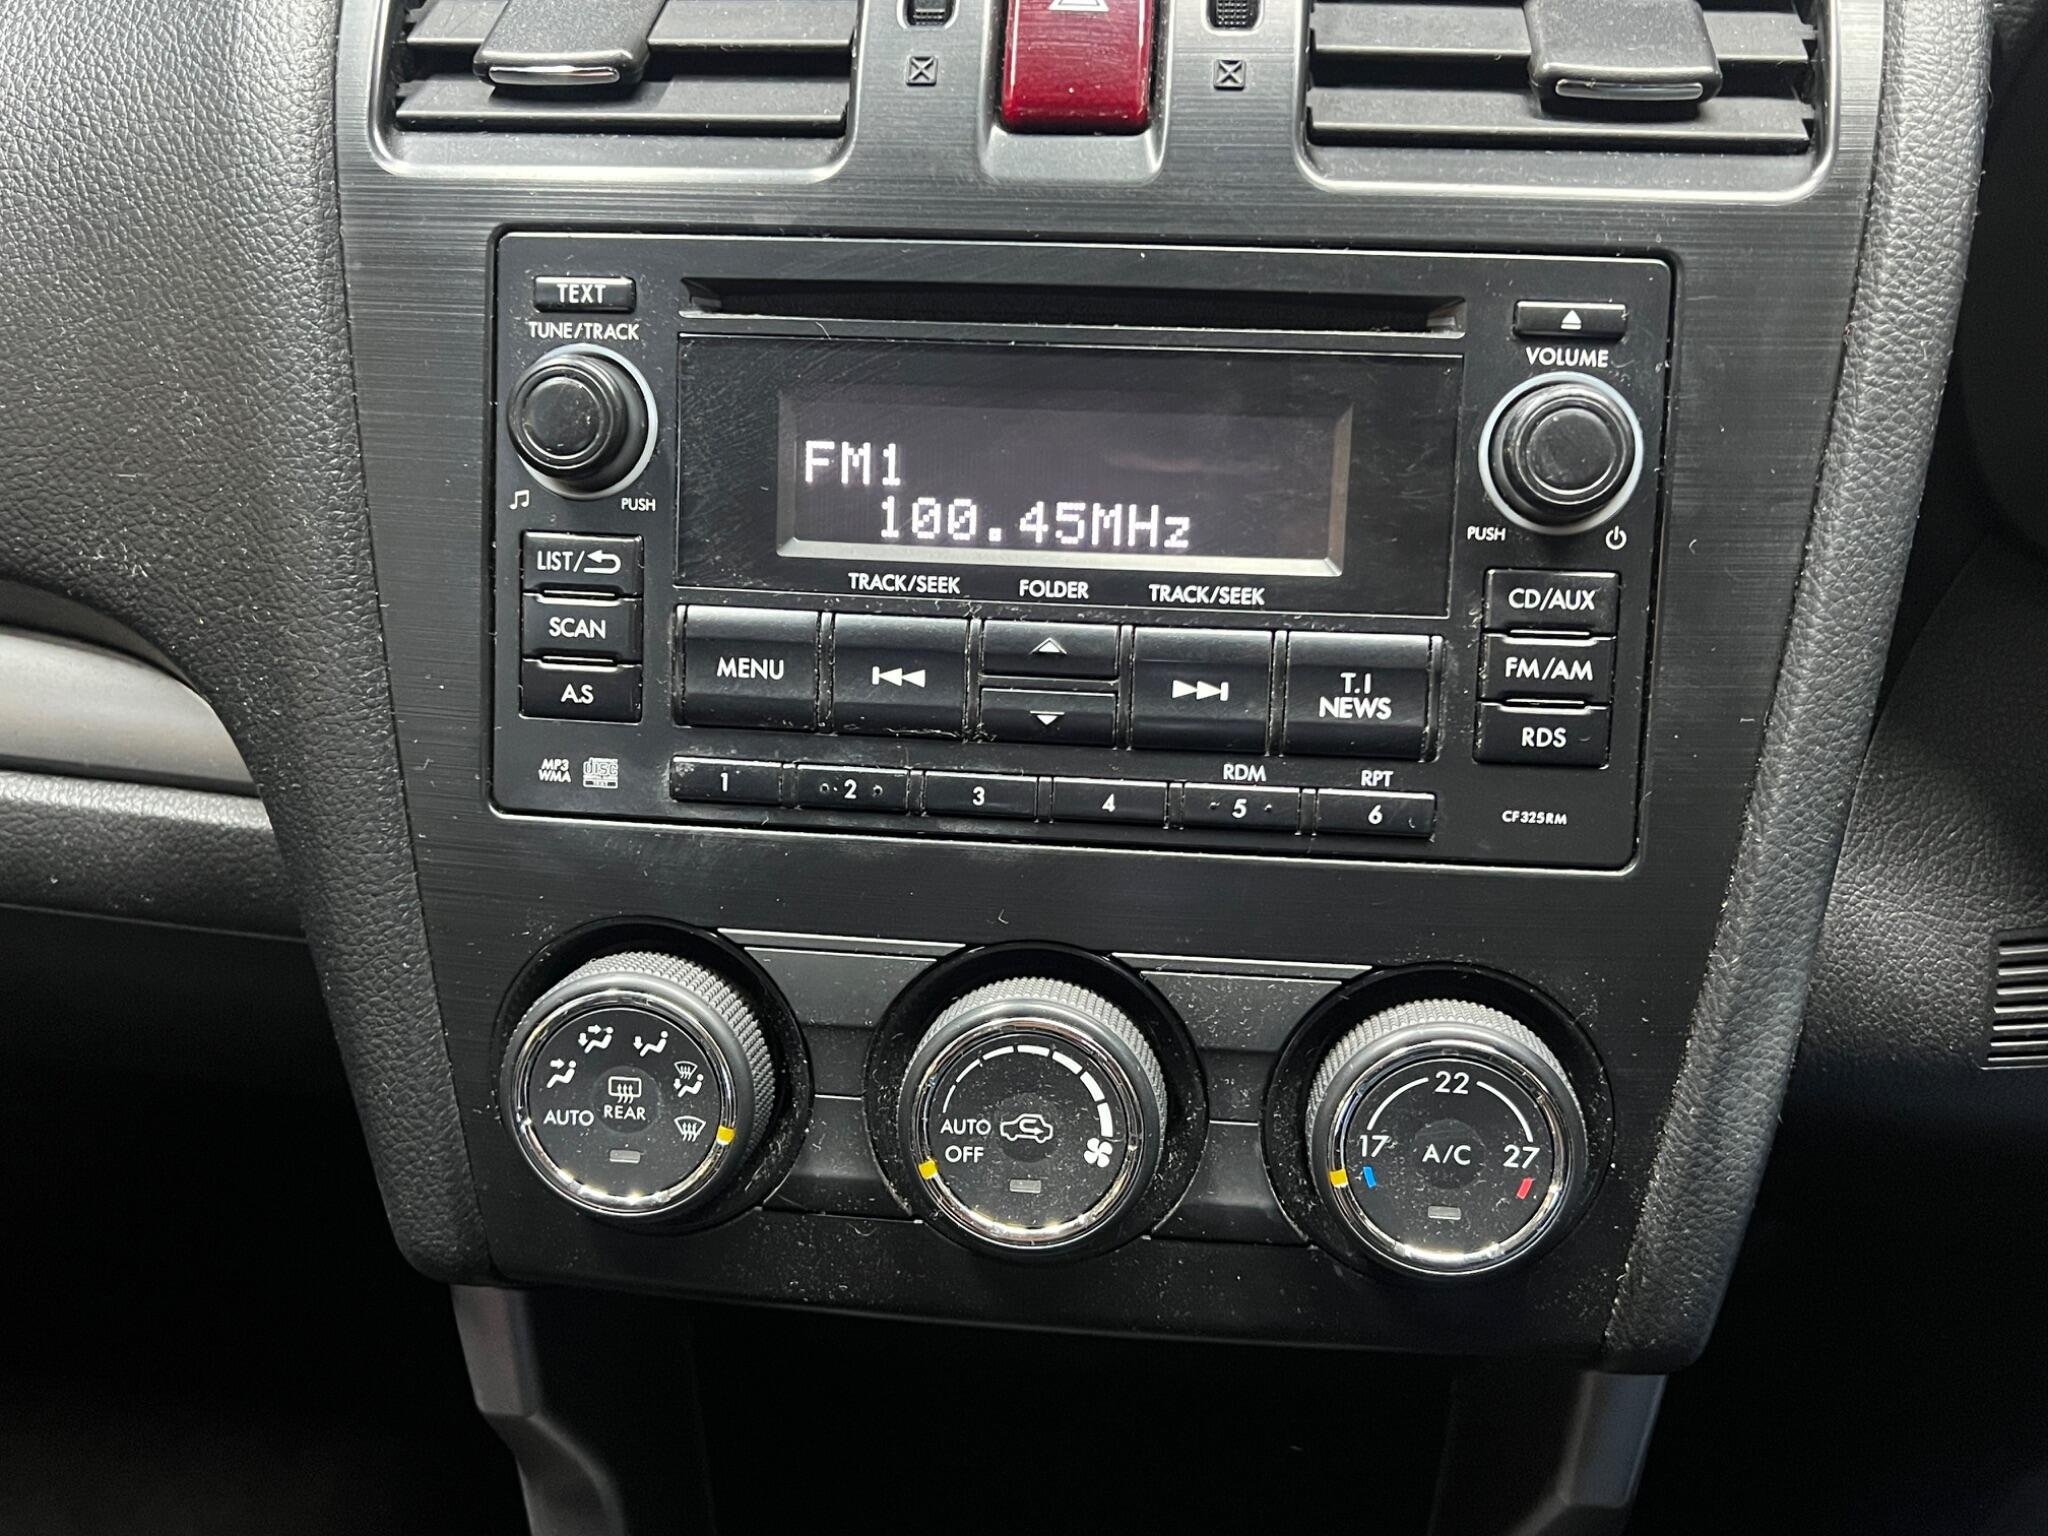 TEXT
TUNE/TRACK
VOLUME
FM1
100.45MHz
PUSH
PUSH
TRACK/SEEK FOLDER TRACK/SEEK
LIST/
SCAN
A.S
MENU
T.I
NEWS
CD/AUX
FM/AM
RDS
MP3
WMA
disc
RDM RPT
1 2 3 4 5 6
CF325RM
AUTO
REAR
AUTO
OFF
22
17 A/C 27